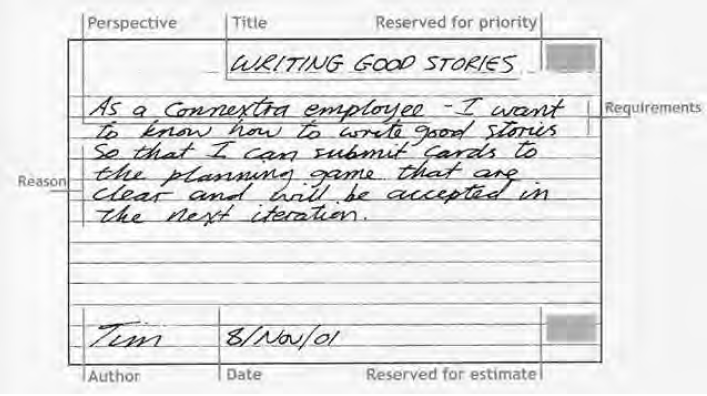 Perspective Title Reserved for priority
WRITING GOOD STORIES
As a Connextra employee - I want
Requirements
to know how to write good stories
So that I can submit cards to
the planning game that are
Reason
clear and will be accepted in
the next iteration.
Tim 8/Nov/01
Author Date Reserved for estimate